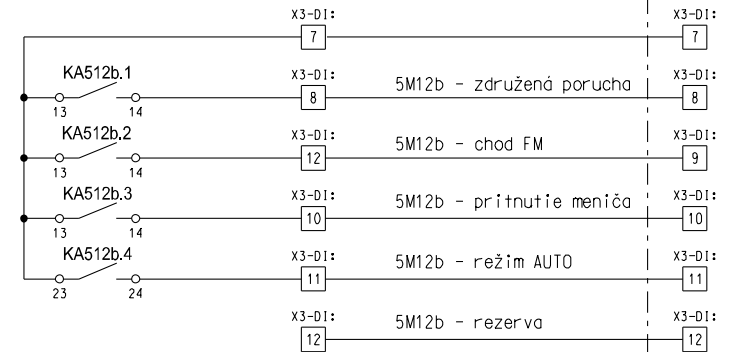 X3-DI: X3-DI:
7 7
KA512b.1 X3-DI: 5M12b - združená porucha X3-DI:
13 14 8 8
KA512b.2 X3-DI: 5M12b - chod FM X3-DI:
13 14 12 9
KA512b.3 X3-DI: 5M12b - pritnutie meniča X3-DI:
13 14 10 10
KA512b.4 X3-DI: 5M12b - režim AUTO X3-DI:
23 24 11 11
X3-DI: 5M12b - rezerva X3-DI:
12 12